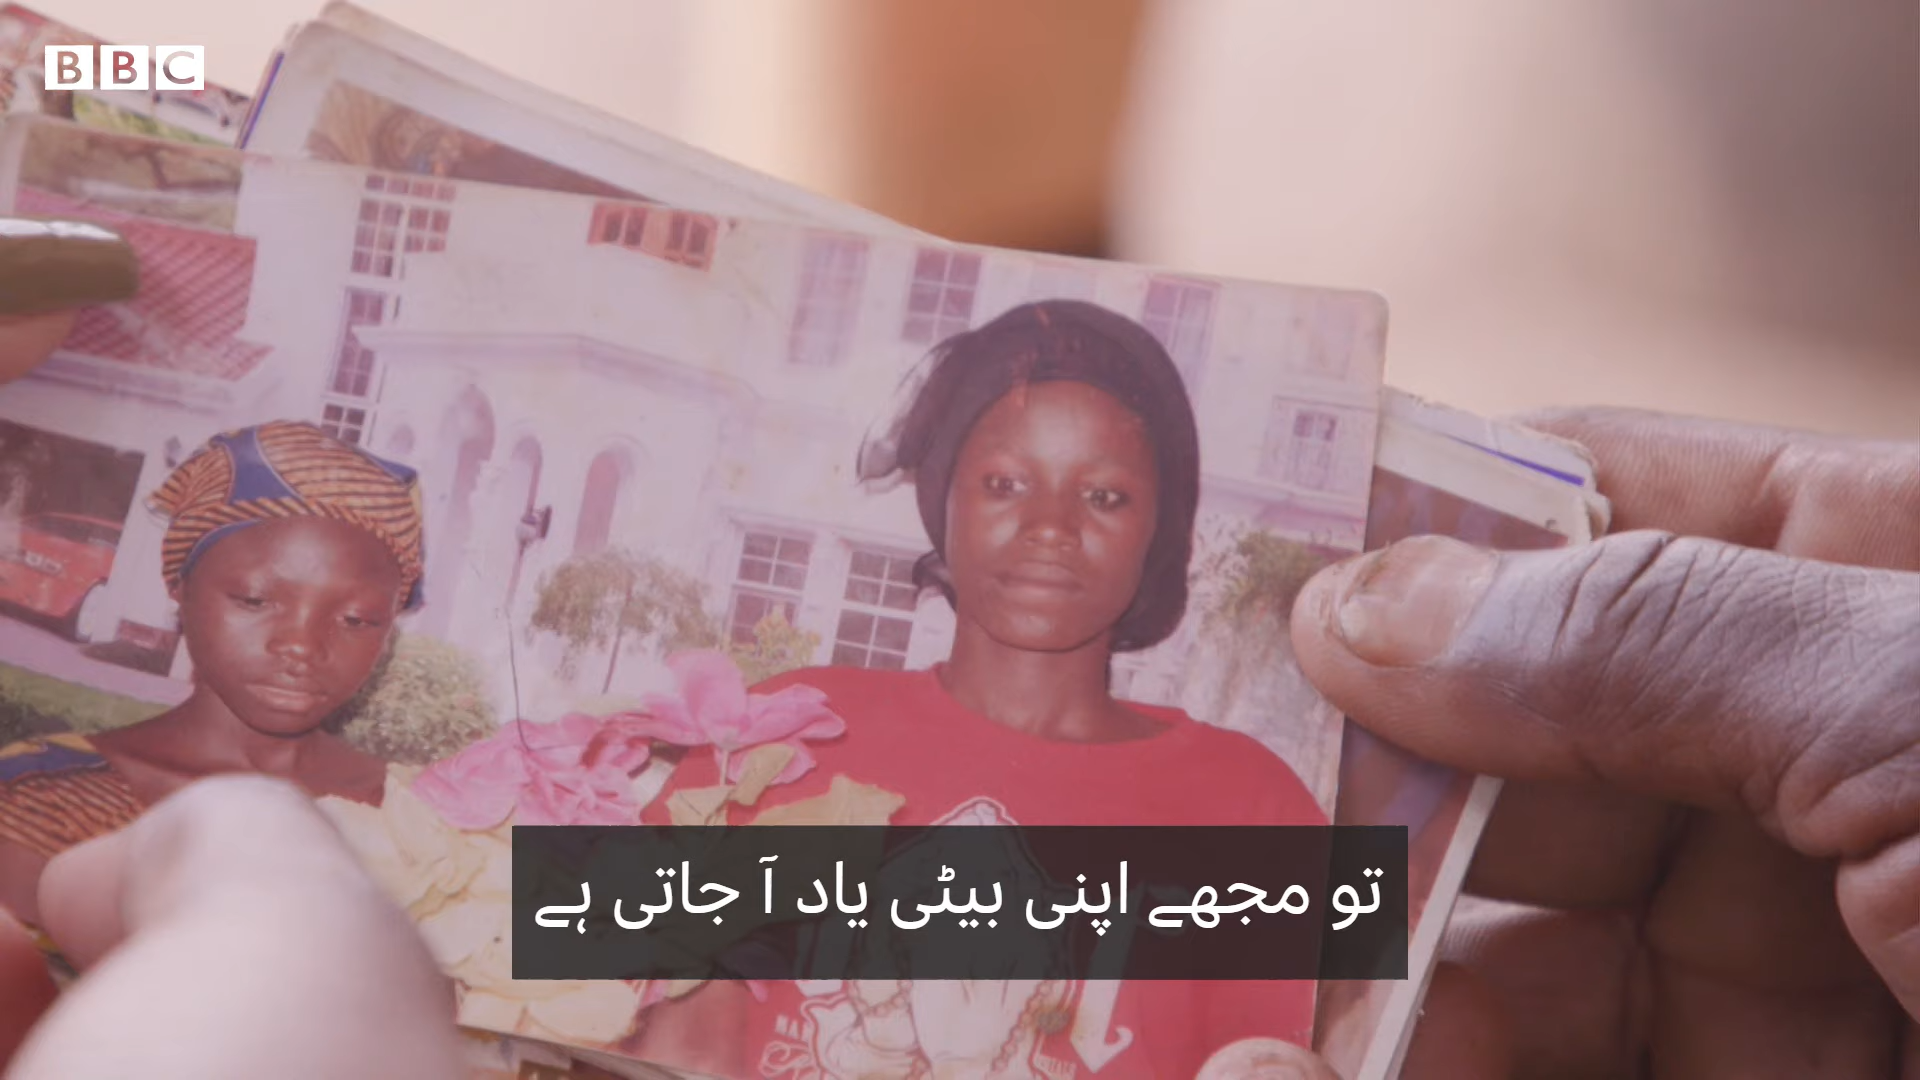 BBC
تو مجھے اپنی بیٹی یاد آ جاتی ہے